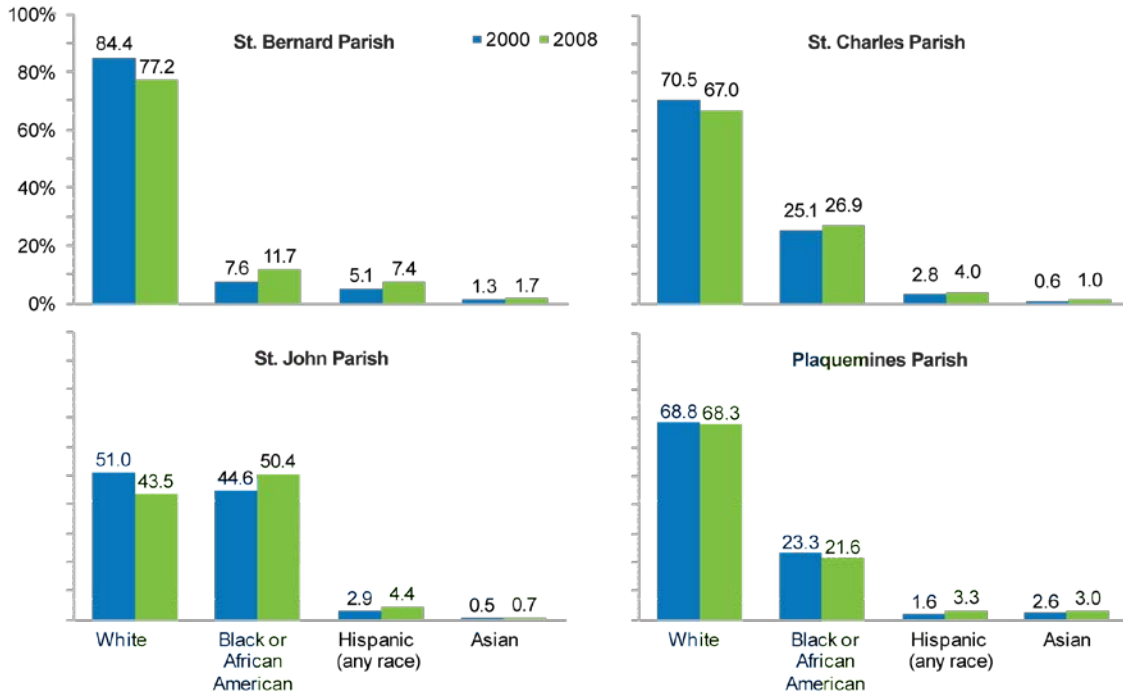 100%
80%
60%
40%
20%
0%
St. Bernard Parish
2000 2008
84.4
77.2
7.6
11.7
5.1
7.4
1.3
1.7
St. Charles Parish
70.5
67.0
25.1
26.9
2.8
4.0
0.6
1.0
St. John Parish
51.0
43.5
44.6
50.4
2.9
4.4
0.5
0.7
White
Black or
African
American
Hispanic
(any race)
Asian
Plaquemines Parish
68.8
68.3
23.3
21.6
1.6
3.3
2.6
3.0
White
Black or
African
American
Hispanic
(any race)
Asian